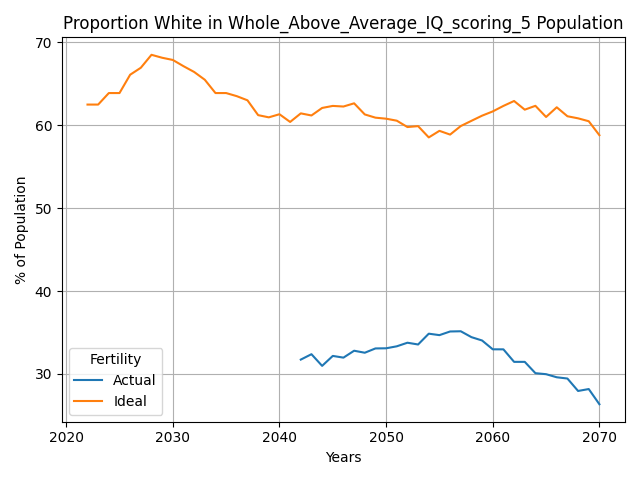 Proportion White in Whole_Above_Average_IQ_scoring_5 Population
% of Population
70
60
50
40
30
Fertility
Actual
Ideal
2020 2030 2040 2050 2060 2070
Years